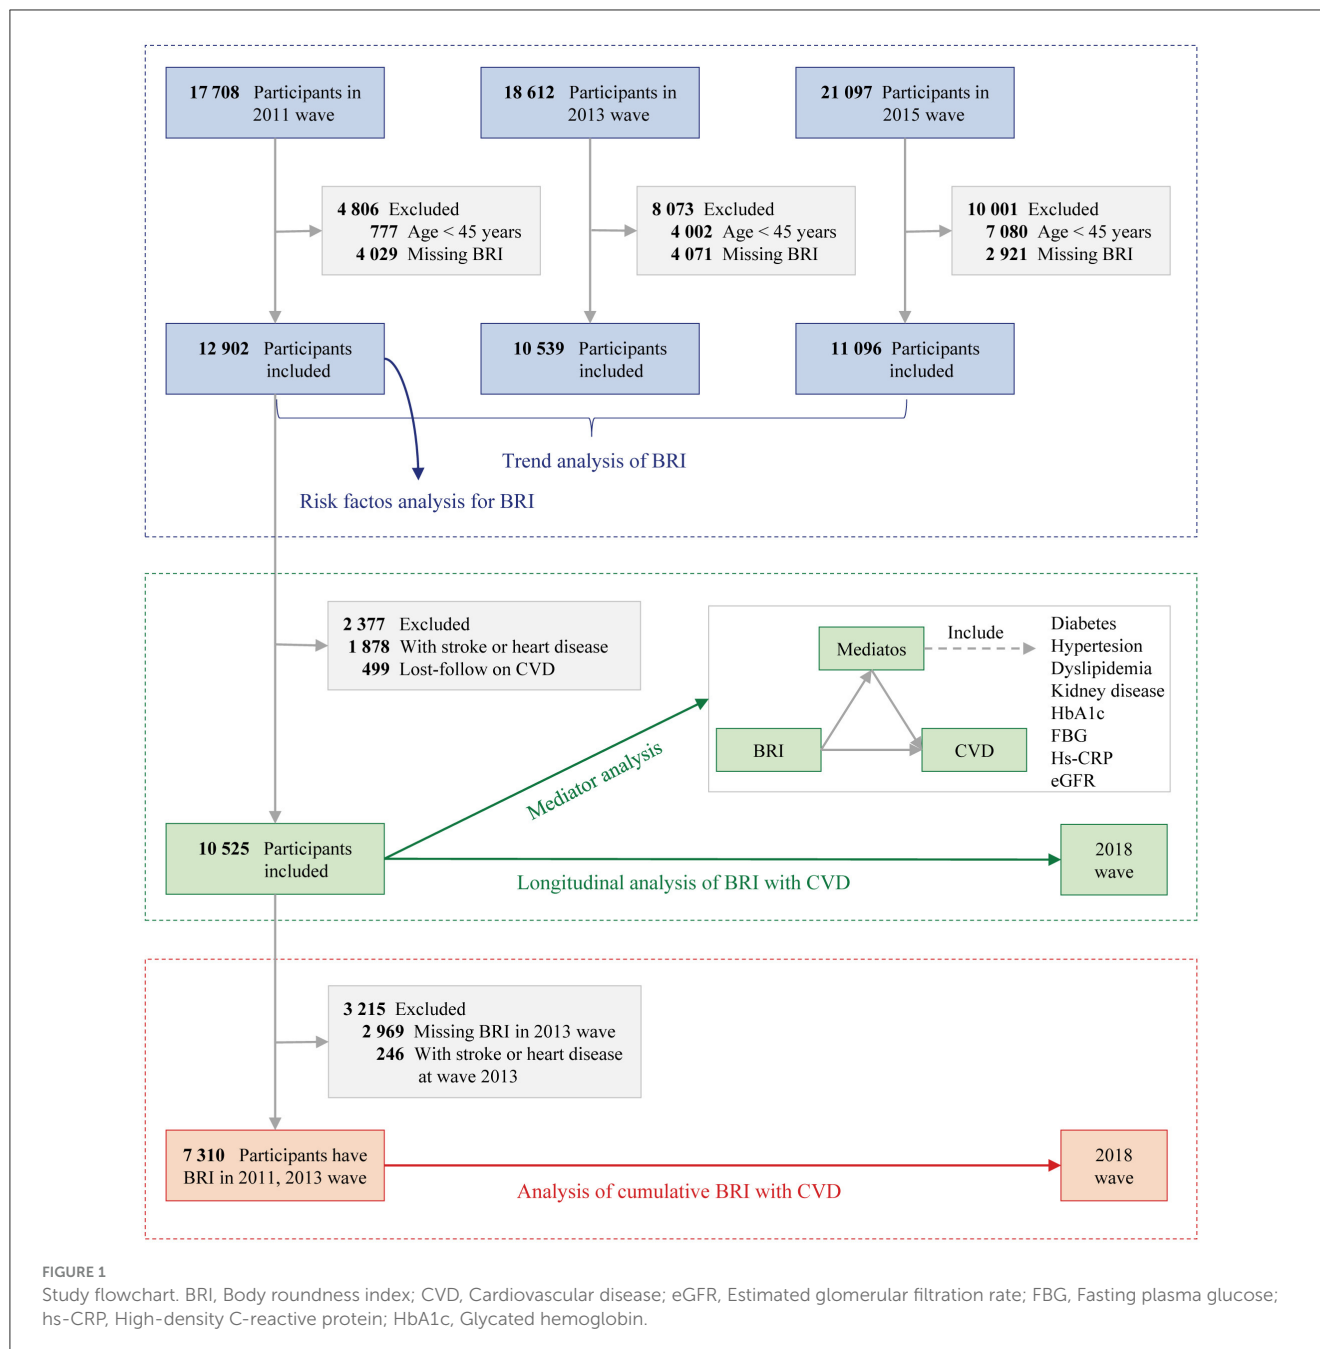 17 708 Participants in
2011 wave
18 612 Participants in
2013 wave
21 097 Participants in
2015 wave
4 806 Excluded
777 Age < 45 years
4 029 Missing BRI
8 073 Excluded
4 002 Age < 45 years
4 071 Missing BRI
10 001 Excluded
7 080 Age < 45 years
2 921 Missing BRI
12 902 Participants
included
10 539 Participants
included
11 096 Participants
included
Trend analysis of BRI
Risk factos analysis for BRI
2 377 Excluded
1 878 With stroke or heart disease
499 Lost-follow on CVD
Mediatos
Include
BRI
CVD
Diabetes
Hypertesion
Dyslipidemia
Kidney disease
HbA1c
FBG
Hs-CRP
eGFR
Mediator analysis
10 525 Participants
included
Longitudinal analysis of BRI with CVD
2018
wave
3 215 Excluded
2 969 Missing BRI in 2013 wave
246 With stroke or heart disease
at wave 2013
7 310 Participants have
BRI in 2011, 2013 wave
Analysis of cumulative BRI with CVD
2018
wave
FIGURE 1
Study flowchart. BRI, Body roundness index; CVD, Cardiovascular disease; eGFR, Estimated glomerular filtration rate; FBG, Fasting plasma glucose;
hs-CRP, High-density C-reactive protein; HbA1c, Glycated hemoglobin.